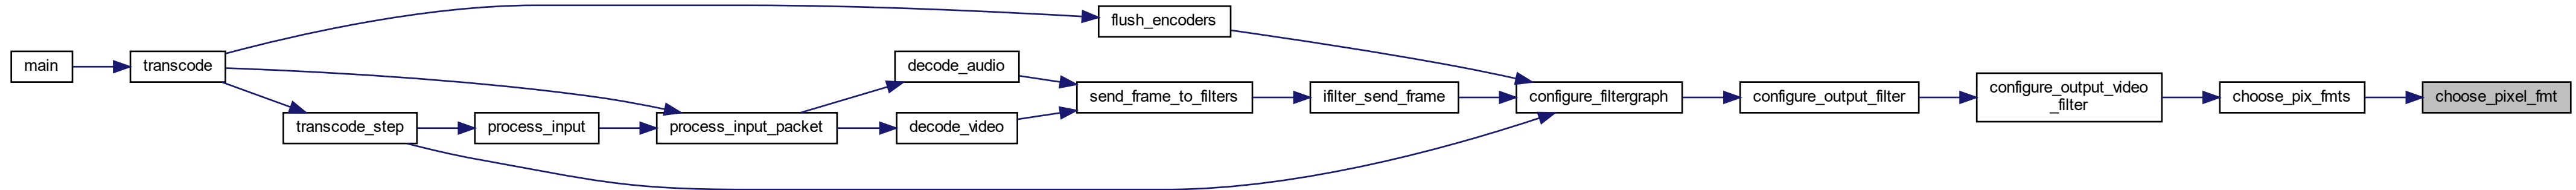 main
transcode
transcode_step
process_input
process_input_packet
decode_audio
decode_video
send_frame_to_filters
flush_encoders
ifilter_send_frame
configure_filtergraph
configure_output_filter
configure_output_video
_filter
choose_pix_fmts
choose_pixel_fmt